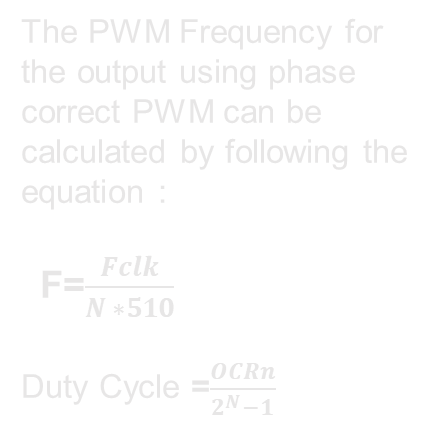 The PWM Frequency for
the output using phase
correct PWM can be
calculated by following the
equation :
F=Fclk/N*510
Duty Cycle =OCRn/2^N−1